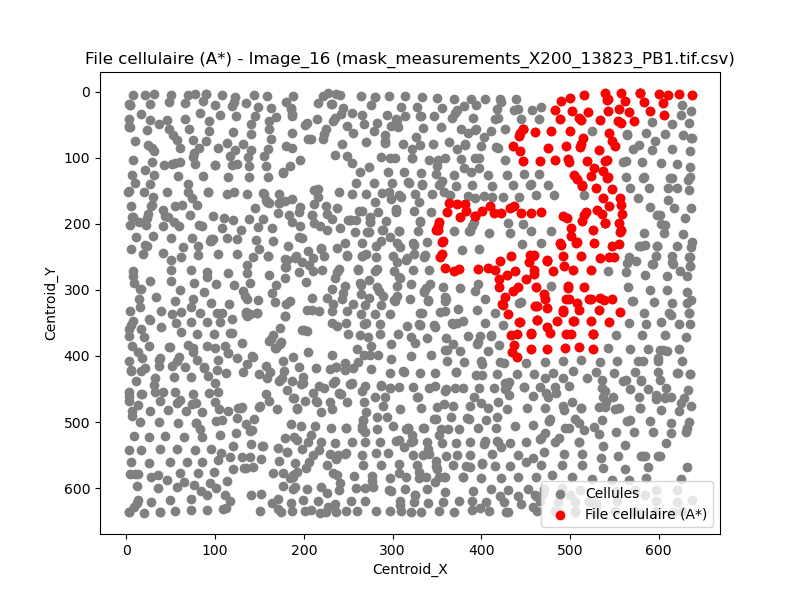 File cellulaire (A*) - Image_16 (mask_measurements_X200_13823_PB1.tif.csv)
0
100
200
300
400
500
600
Centroid_Y
0
100
200
300
400
500
600
Centroid_X
Cellules
File cellulaire (A*)